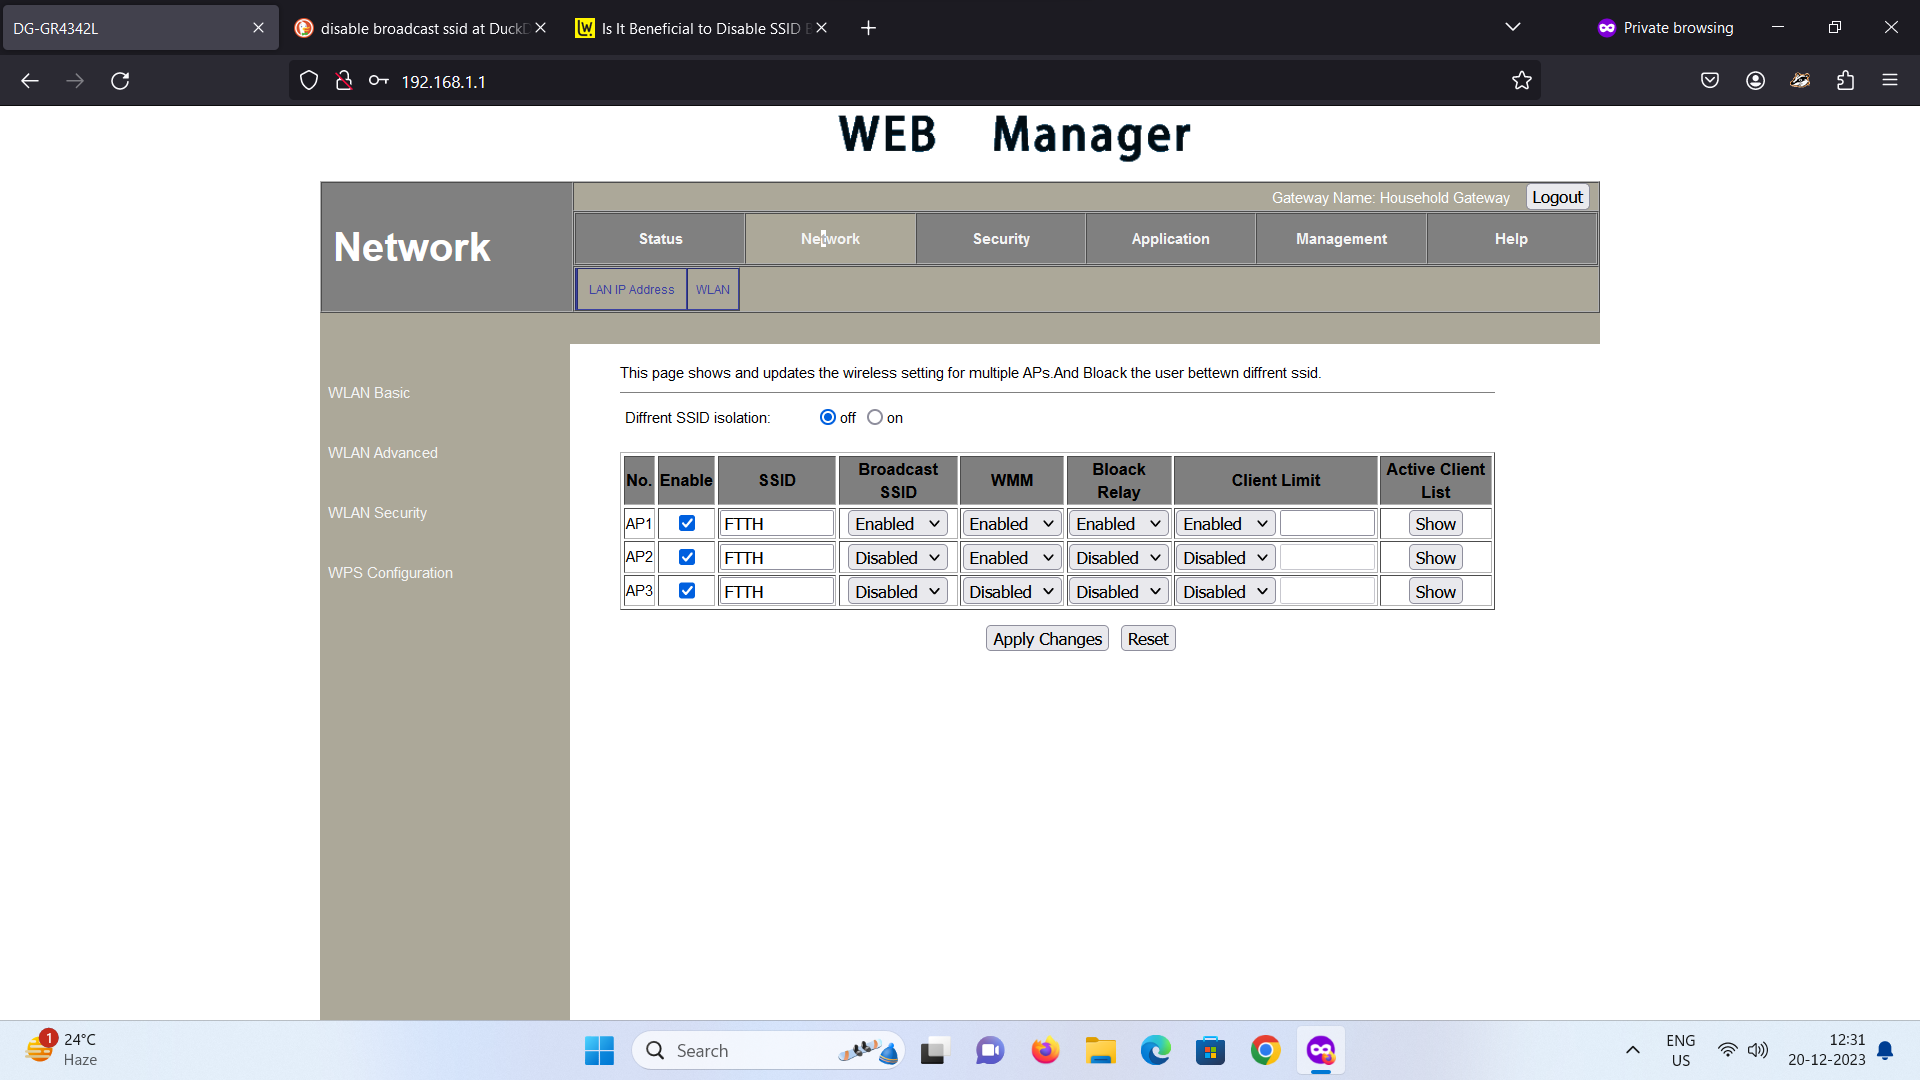 DG-GR4342L
disable broadcast ssid at DuckD
Is It Beneficial to Disable SSID B
Private browsing
192.168.1.1
WEB Manager
Gateway Name: Household Gateway Logout
Network
Status Network Security Application Management Help
LAN IP Address WLAN
WLAN Basic
WLAN Advanced
WLAN Security
WPS Configuration
This page shows and updates the wireless setting for multiple APs.And Bloack the user bettewn diffrent ssid.
Diffrent SSID isolation: off on
No. Enable SSID Broadcast SSID WMM Bloack Relay Client Limit Active Client List
AP1 FTTH Enabled Enabled Enabled Enabled Show
AP2 FTTH Disabled Enabled Disabled Disabled Show
AP3 FTTH Disabled Disabled Disabled Disabled Show
Apply Changes Reset
1
24°C
Haze
Search
ENG
US
12:31
20-12-2023